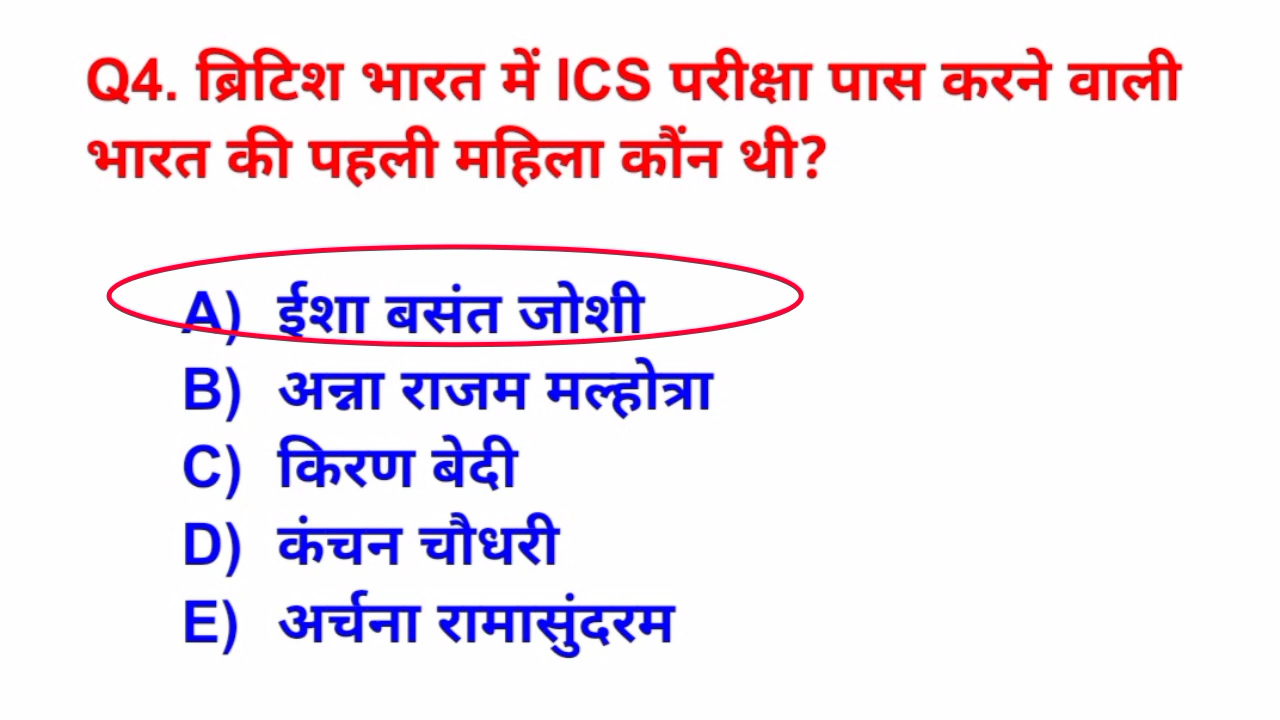 Q4. ब्रिटिश भारत में ICS परीक्षा पास करने वाली
भारत की पहली महिला कौंन थी?
A) ईशा बसंत जोशी
B) अन्ना राजम मल्होत्रा
C) किरण बेदी
D) कंचन चौधरी
E) अर्चना रामासुंदरम